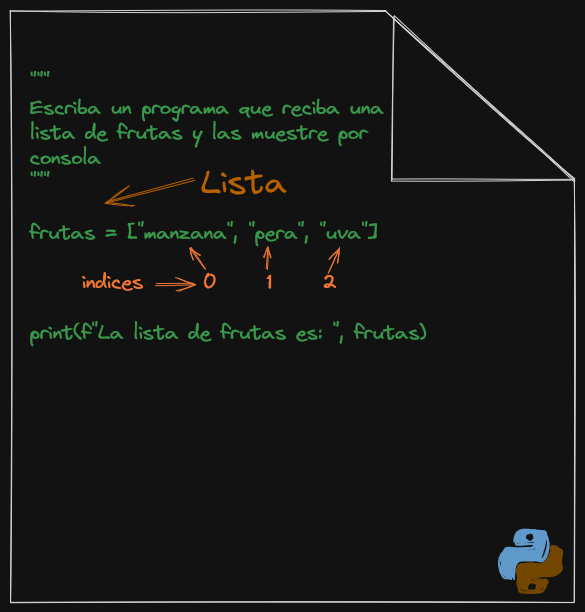 """
Escriba un programa que reciba una
lista de frutas y las muestre por
consola
"""
Lista
frutas = ["manzana", "pera", "uva"]
indices 0 1 2
print(f"La lista de frutas es: ", frutas)